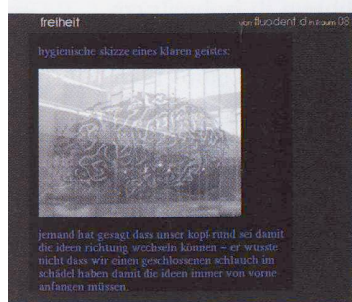 freiheit
von fluodent d in traum 08
hygienische skizze eines klaren geistes:
jemand hat gesagt dass unser kopf rund sei damit
die ideen richtung wechseln können – er wusste
nicht dass wir einen geschlossenen schlauch im
schädel haben damit die ideen immer von vorne
anfangen müssen.